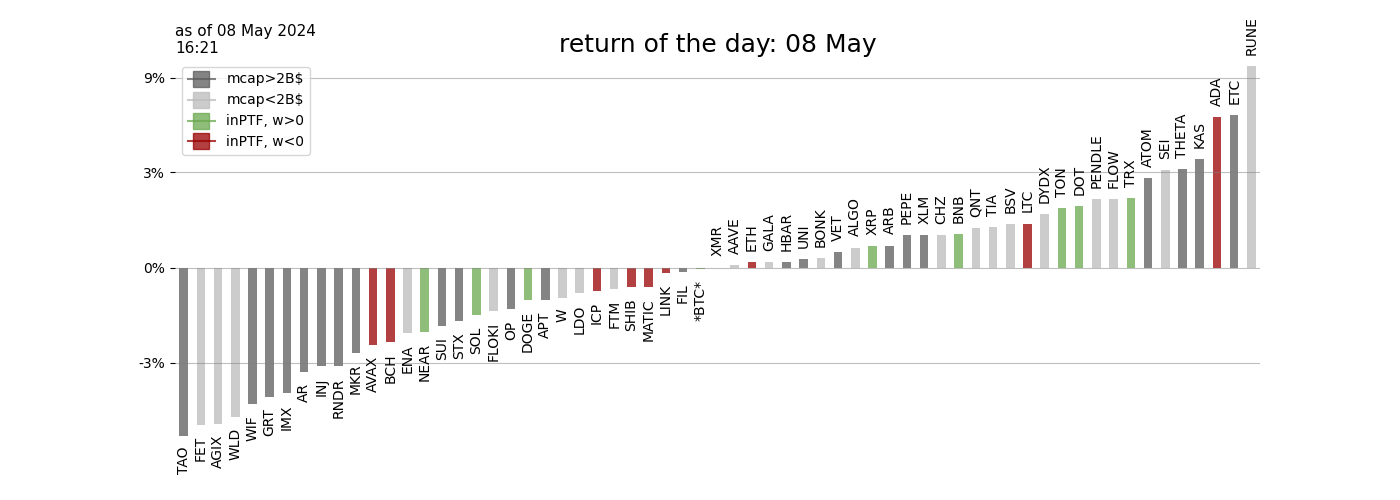 as of 08 May 2024
16:21
return of the day: 08 May
mcap>2B$
mcap<2B$
inPTF, w>0
inPTF, w<0
9%
3%
0%
-3%
TAO
FET
AGIX
WLD
WIF
GRT
IMX
AR
INJ
RNDR
MKR
AVAX
BCH
ENA
NEAR
SUI
STX
SOL
FLOKI
OP
DOGE
APT
W
LDO
ICP
FTM
SHIB
MATIC
LINK
FIL
*BTC*
XMR
AAVE
ETH
GALA
HBAR
UNI
BONK
VET
ALGO
XRP
ARB
PEPE
XLM
CHZ
BNB
QNT
TIA
BSV
LTC
DYDX
TON
DOT
PENDLE
FLOW
TRX
ATOM
SEI
THETA
KAS
ADA
ETC
RUNE